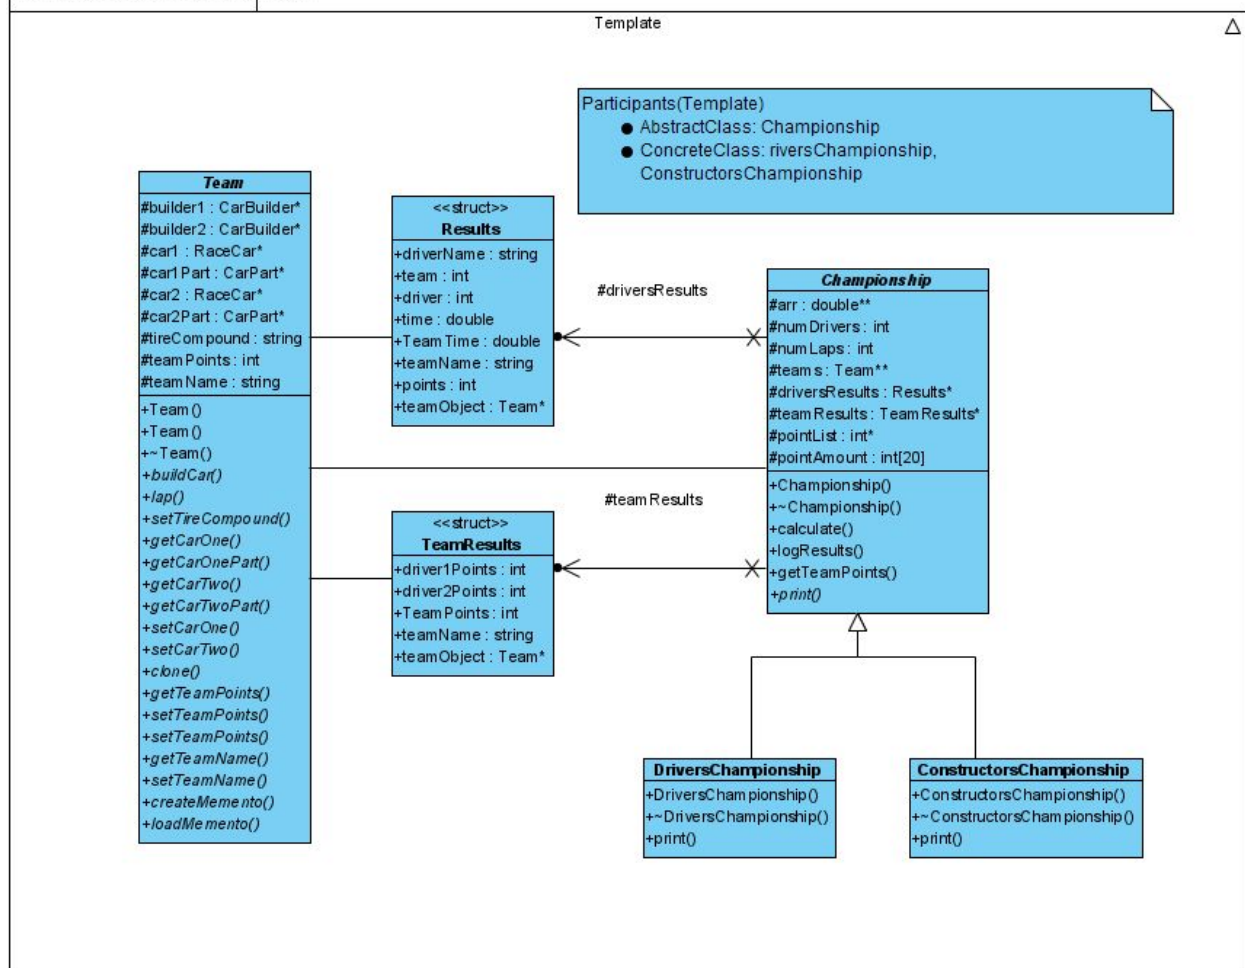 Template
Participants(Template)
● AbstractClass: Championship
● ConcreteClass: riversChampionship,
ConstructorsChampionship
Team
#builder1 : CarBuilder*
#builder2 : CarBuilder*
#car1 : RaceCar*
#car1Part : CarPart*
#car2 : RaceCar*
#car2Part : CarPart*
#tireCompound : string
#teamPoints : int
#teamName : string
+Team()
+Team()
+~Team()
+buildCar()
+lap()
+setTireCompound()
+getCarOne()
+getCarOnePart()
+getCarTwo()
+getCarTwoPart()
+setCarOne()
+setCarTwo()
+clone()
+getTeamPoints()
+setTeamPoints()
+setTeamPoints()
+getTeamName()
+setTeamName()
+createMemento()
+loadMemento()
<<struct>>
Results
+driverName : string
+team : int
+driver : int
+time : double
+TeamTime : double
+teamName : string
+points : int
+teamObject : Team*
#driversResults
<<struct>>
TeamResults
+driver1Points : int
+driver2Points : int
+TeamPoints : int
+teamName : string
+teamObject : Team*
#teamResults
Championship
#arr : double**
#numDrivers : int
#numLaps : int
#teams : Team**
#driversResults : Results*
#teamResults : TeamResults*
#pointList : int*
#pointAmount : int[20]
+Championship()
+~Championship()
+calculate()
+logResults()
+getTeamPoints()
+print()
DriversChampionship
+DriversChampionship()
+~DriversChampionship()
+print()
ConstructorsChampionship
+ConstructorsChampionship()
+~ConstructorsChampionship()
+print()